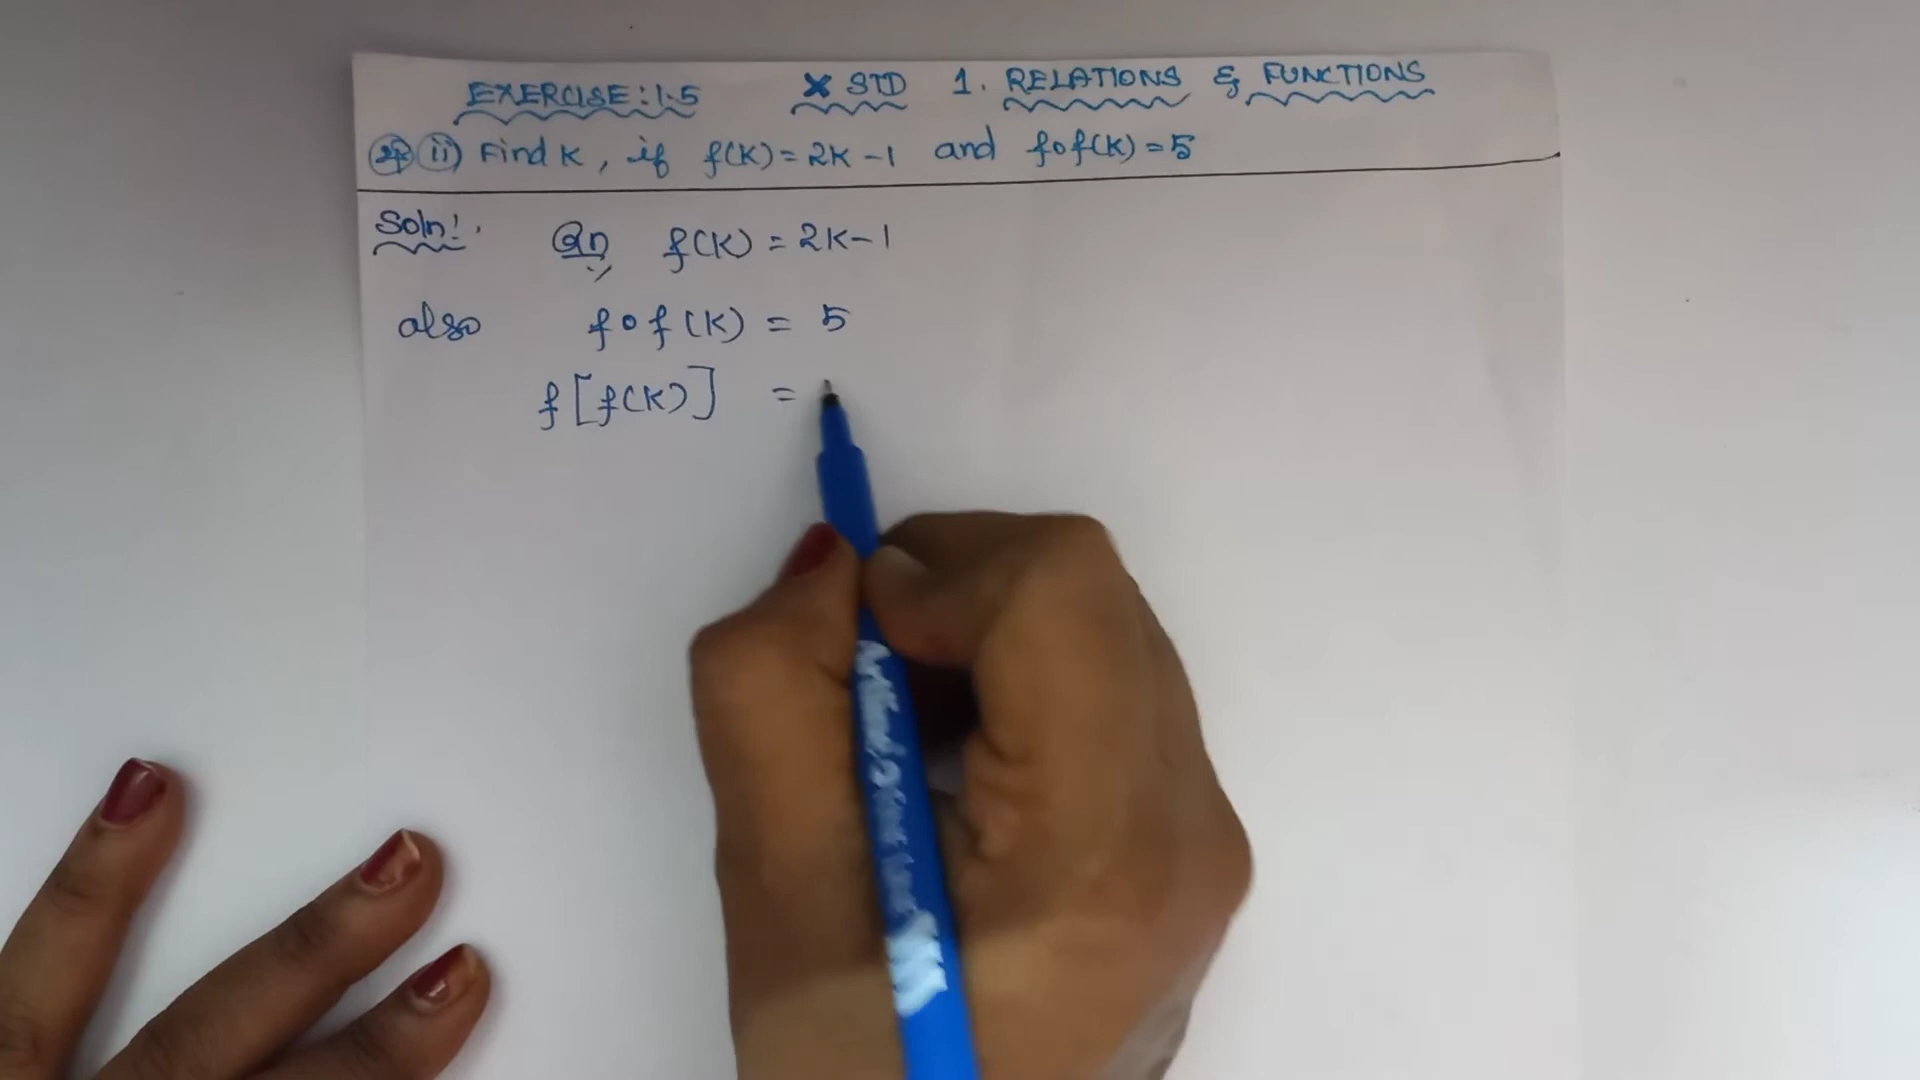 EXERCISE:1.5 X STD 1. RELATIONS & FUNCTIONS
ii) Find K, if f(K)=2K-1 and fof(K)=5
Soln: Gn f(K)=2K-1
also fof(K) = 5
f[f(K)] =